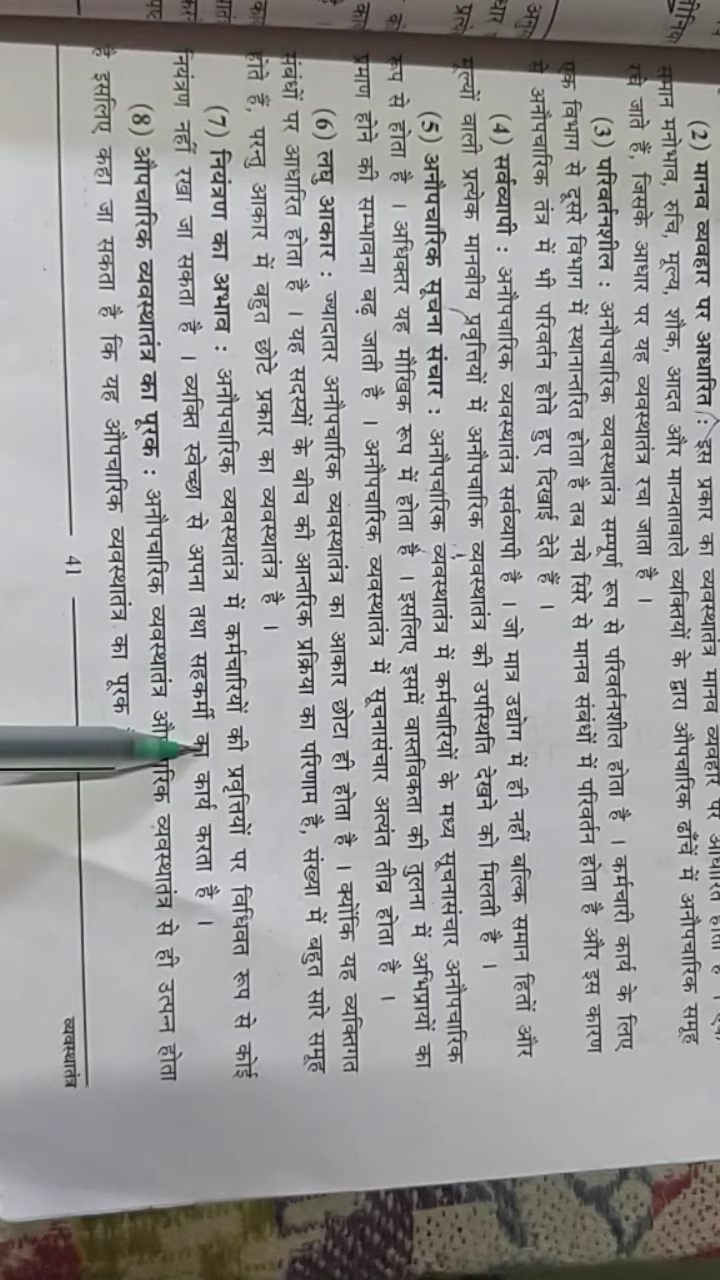 (2) मानव व्यवहार पर आधारित : इस प्रकार का व्यवस्थातंत्र मानव व्यवहार पर आधारित होता है । एक
समान मनोभाव, रुचि, मूल्य, शौक, आदत और मान्यतावाले व्यक्तियों के द्वारा औपचारिक ढाँचें में अनौपचारिक समूह
रचे जाते हैं, जिसके आधार पर यह व्यवस्थातंत्र रचा जाता है ।
(3) परिवर्तनशील : अनौपचारिक व्यवस्थातंत्र सम्पूर्ण रूप से परिवर्तनशील होता है । कर्मचारी कार्य के लिए
एक विभाग से दूसरे विभाग में स्थानान्तरित होता है तब नये सिरे से मानव संबंधों में परिवर्तन होता है और इस कारण
से अनौपचारिक तंत्र में भी परिवर्तन होते हुए दिखाई देते हैं ।
(4) सर्वव्यापी : अनौपचारिक व्यवस्थातंत्र सर्वव्यापी है । जो मात्र उद्योग में ही नहीं बल्कि समान हितों और
मूल्यों वाली प्रत्येक मानवीय प्रवृत्तियों में अनौपचारिक व्यवस्थातंत्र की उपस्थिति देखने को मिलती है ।
(5) अनौपचारिक सूचना संचार : अनौपचारिक व्यवस्थातंत्र में कर्मचारियों के मध्य सूचनासंचार अनौपचारिक
रूप से होता है । अधिकतर यह मौखिक रूप में होता है । इसलिए इसमें वास्तविकता की तुलना में अभिप्रायों का
प्रमाण होने की सम्भावना बढ़ जाती है । अनौपचारिक व्यवस्थातंत्र में सूचनासंचार अत्यंत तीव्र होता है ।
(6) लघु आकार : ज्यादातर अनौपचारिक व्यवस्थातंत्र का आकार छोटा ही होता है । क्योंकि यह व्यक्तिगत
संबंधों पर आधारित होता है । यह सदस्यों के बीच की आन्तरिक प्रक्रिया का परिणाम है, संख्या में बहुत सारे समूह
होते है, परन्तु आकार में बहुत छोटे प्रकार का व्यवस्थातंत्र है ।
(7) नियंत्रण का अभाव : अनौपचारिक व्यवस्थातंत्र में कर्मचारियों की प्रवृत्तियों पर विधिवत रूप से कोई
नियंत्रण नहीं रखा जा सकता है । व्यक्ति स्वेच्छा से अपना तथा सहकर्मी का कार्य करता है ।
(8) औपचारिक व्यवस्थातंत्र का पूरक : अनौपचारिक व्यवस्थातंत्र व्यवस्थातंत्र से ही उत्पन्न होता
है इसलिए कहा जा सकता है कि यह औपचारिक व्यवस्थातंत्र का पूरक
41
व्यवस्थातंत्र